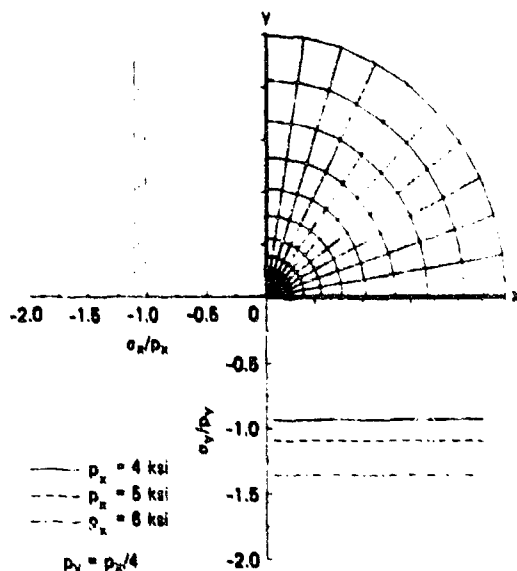 Y
X
-2.0 -1.5 -1.0 -0.5 0
σx/px
-0.5
-1.0
-1.5
-2.0
σy/py
px = 4 ksi
px = 5 ksi
px = 6 ksi
py = px/4